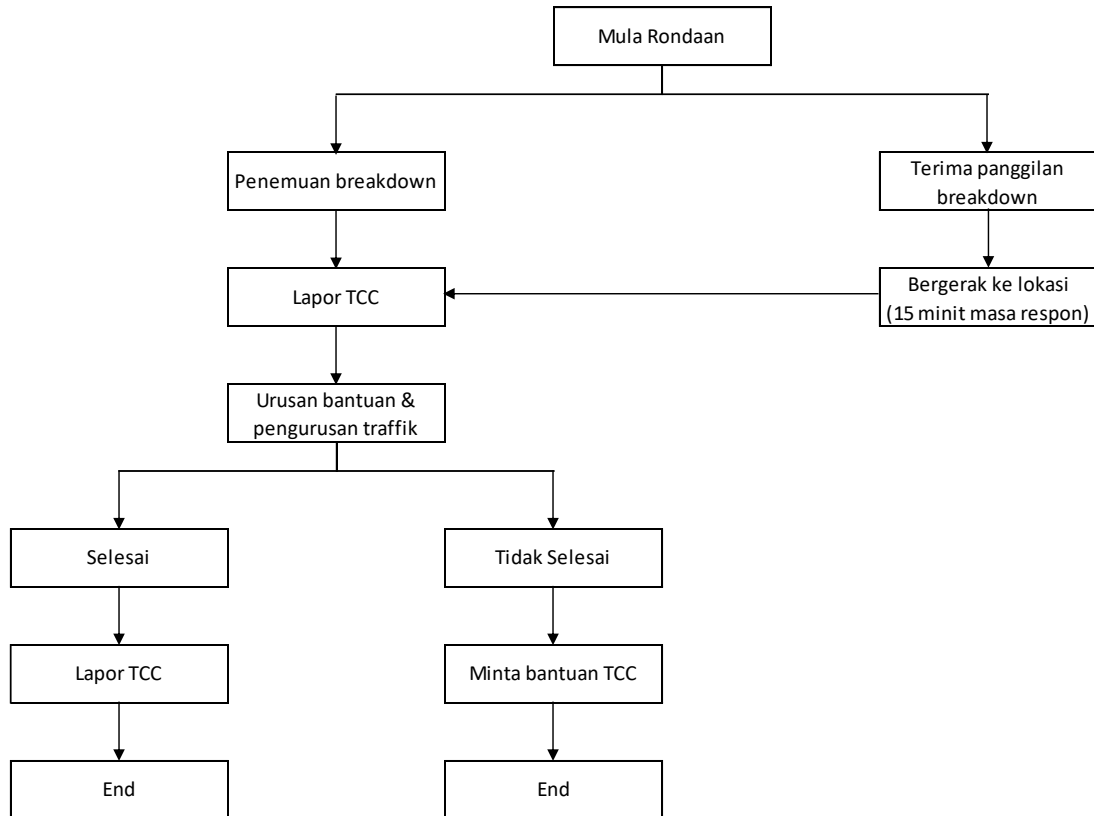 Mula Rondaan
Penemuan breakdown
Terima panggilan
breakdown
Lapor TCC
Bergerak ke lokasi
(15 minit masa respon)
Urusan bantuan &
pengurusan traffik
Selesai
Tidak Selesai
Lapor TCC
Minta bantuan TCC
End
End